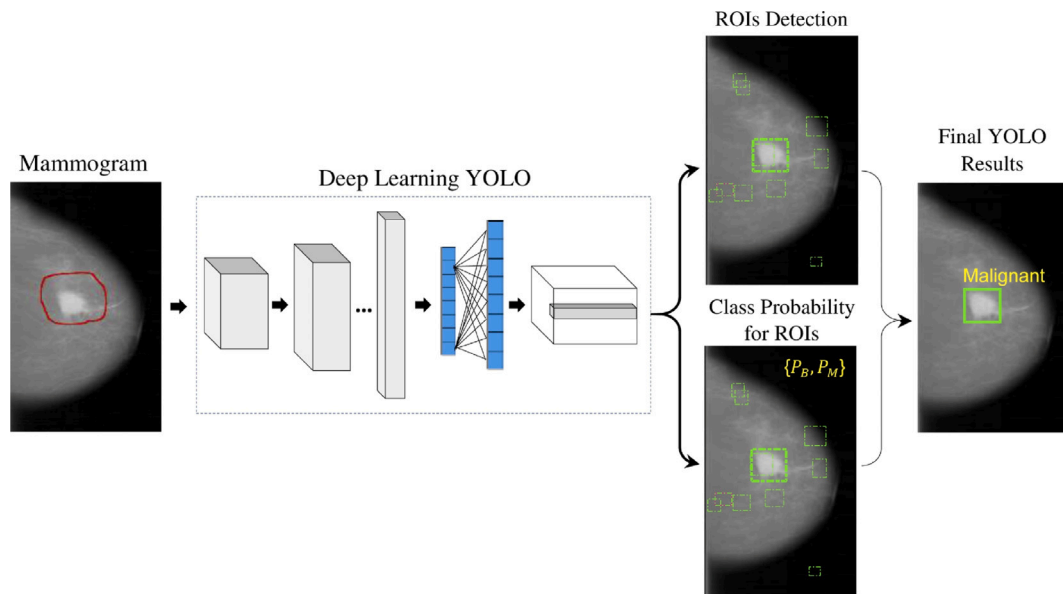 Mammogram
Deep Learning YOLO
...
ROIs Detection
Class Probability
for ROIs
{P_B, P_M}
Final YOLO
Results
Malignant